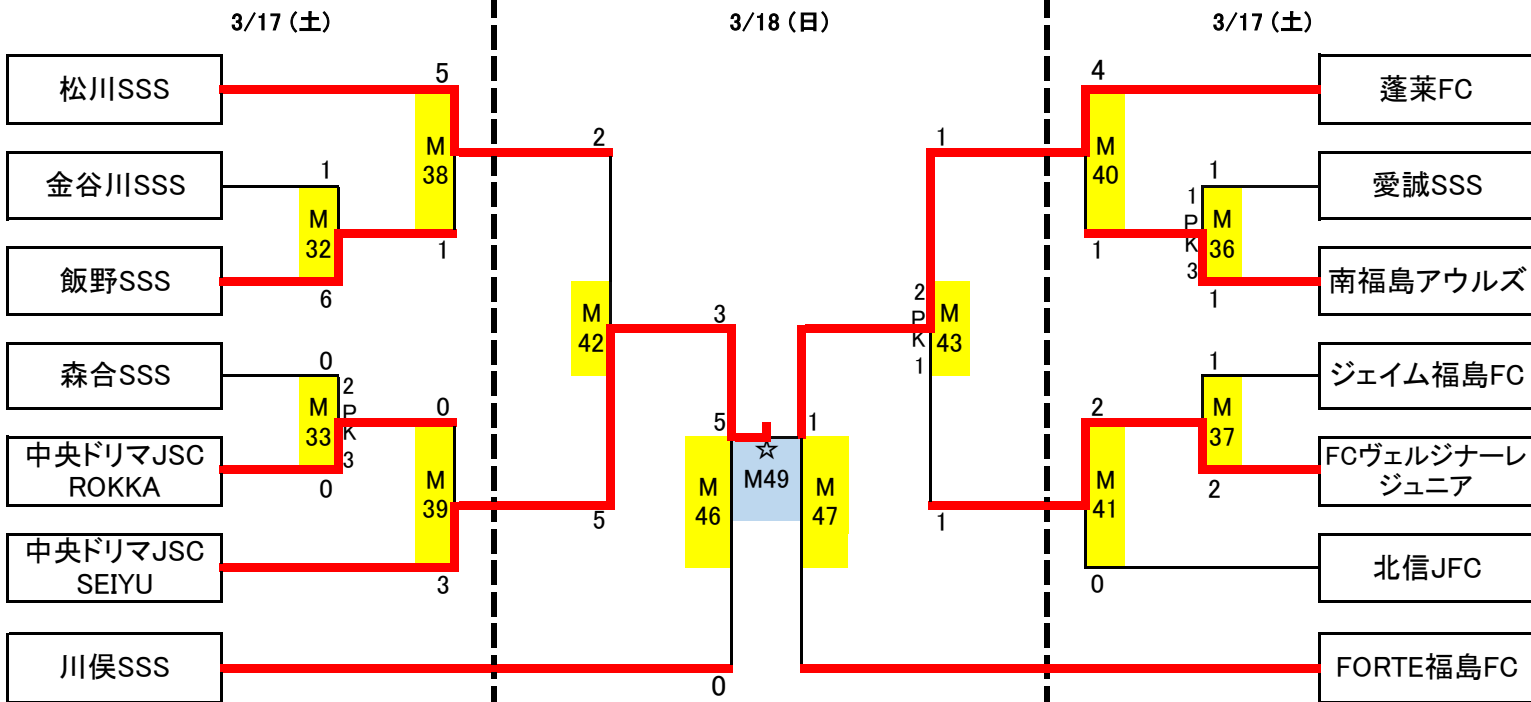 3/17 (土)
3/18 (日)
3/17 (土)
松川SSS
金谷川SSS
飯野SSS
森合SSS
中央ドリマJSC
ROKKA
中央ドリマJSC
SEIYU
川俣SSS
5
M
38
1
1
M
32
6
0
M
33
2
PK
3
0
0
M
39
3
2
M
42
5
3
5
M
46
0
☆
M49
1
M
47
1
2
PK
1
M
43
1
4
M
40
1
1
1
PK
3
M
36
1
2
M
41
0
1
M
37
2
蓬莱FC
愛誠SSS
南福島アウルズ
ジェイム福島FC
FCヴェルジナーレ
ジュニア
北信JFC
FORTE福島FC